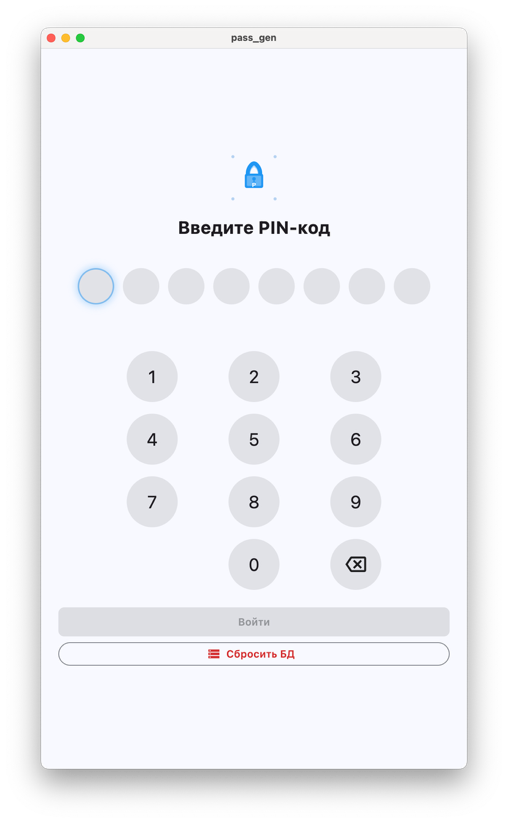 pass_gen
Введите PIN-код
1 2 3
4 5 6
7 8 9
0
Войти
Сбросить БД